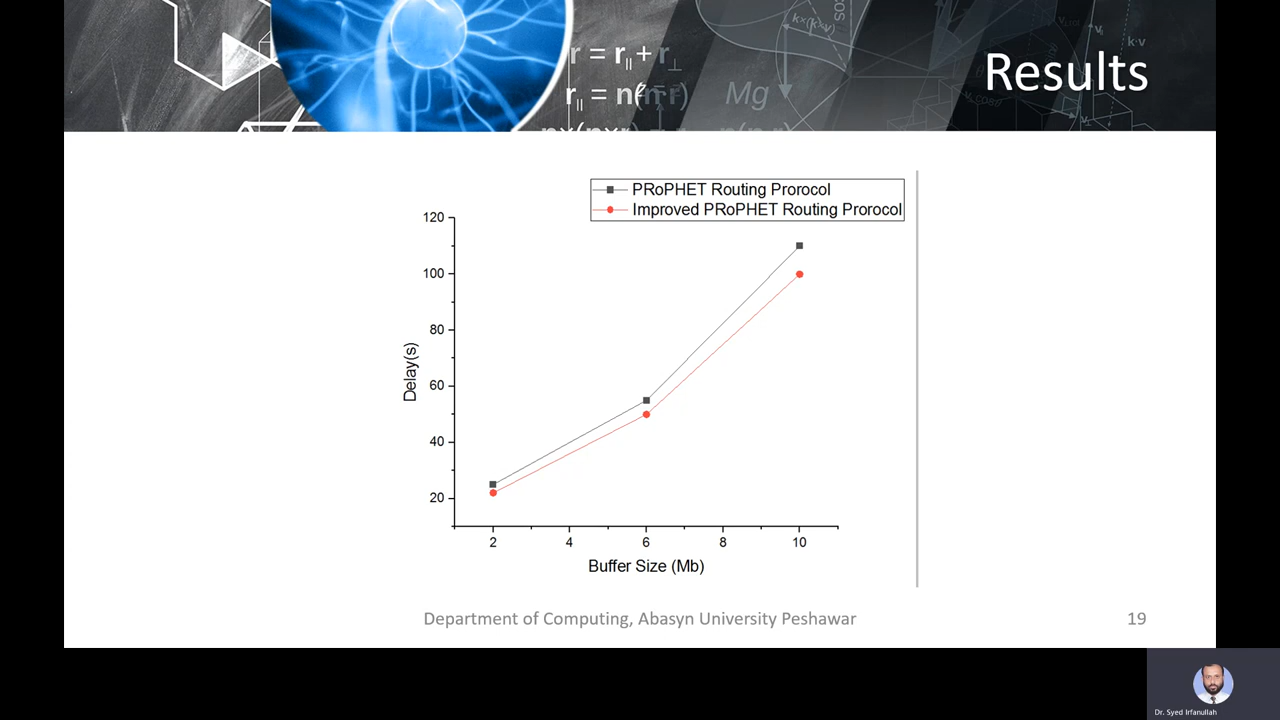 r = r|| + r⊥
r|| = n(n·r)
Mg
k×(k×v)
k·v
Results
PRoPHET Routing Prorocol
Improved PRoPHET Routing Prorocol
120
100
80
60
40
20
Delay(s)
2 4 6 8 10
Buffer Size (Mb)
Department of Computing, Abasyn University Peshawar
19
Dr. Syed Irfanullah